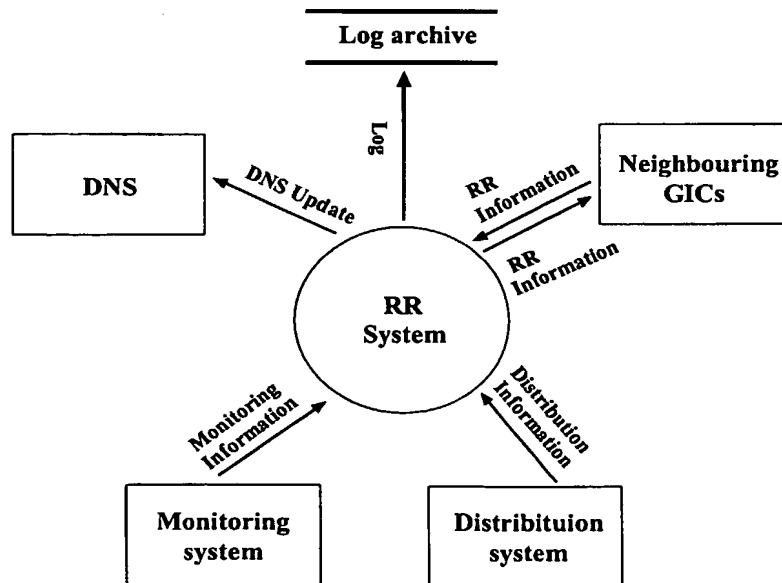 Log archive
Log
DNS
DNS Update
RR
Information
Neighbouring
GICs
RR
Information
RR
System
Monitoring
Information
Distribution
Information
Monitoring
system
Distribituion
system